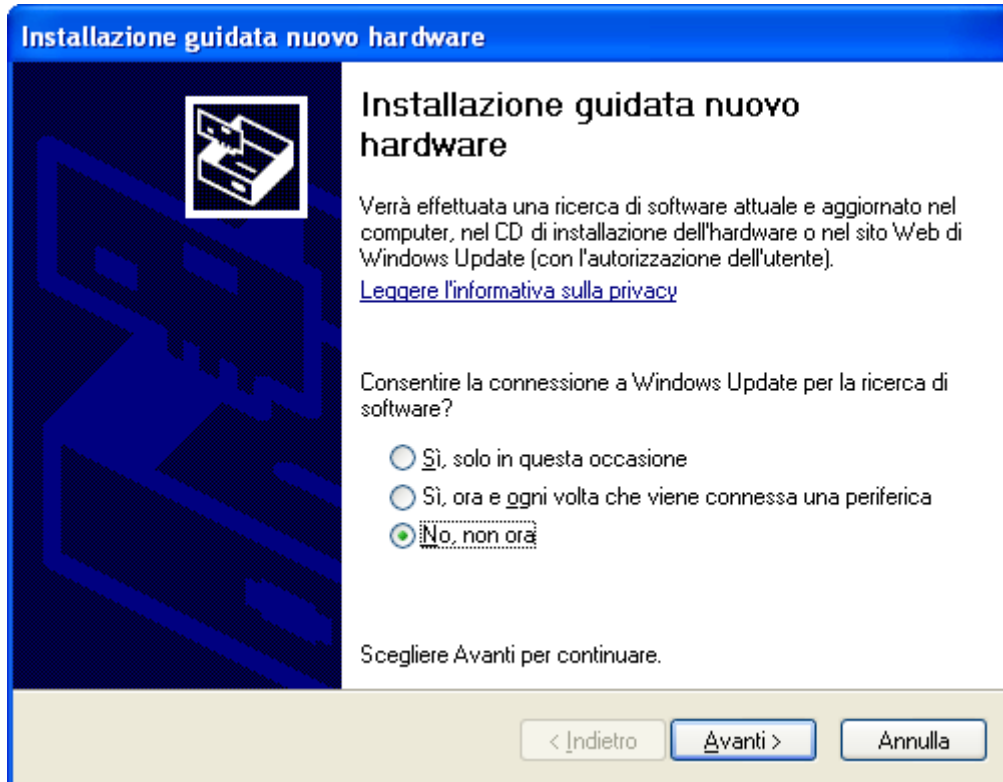 Installazione guidata nuovo hardware
Installazione guidata nuovo
hardware
Verrà effettuata una ricerca di software attuale e aggiornato nel
computer, nel CD di installazione dell'hardware o nel sito Web di
Windows Update (con l'autorizzazione dell'utente).
Leggere l'informativa sulla privacy
Consentire la connessione a Windows Update per la ricerca di
software?
Sì, solo in questa occasione
Sì, ora e ogni volta che viene connessa una periferica
No, non ora
Scegliere Avanti per continuare.
< Indietro Avanti > Annulla